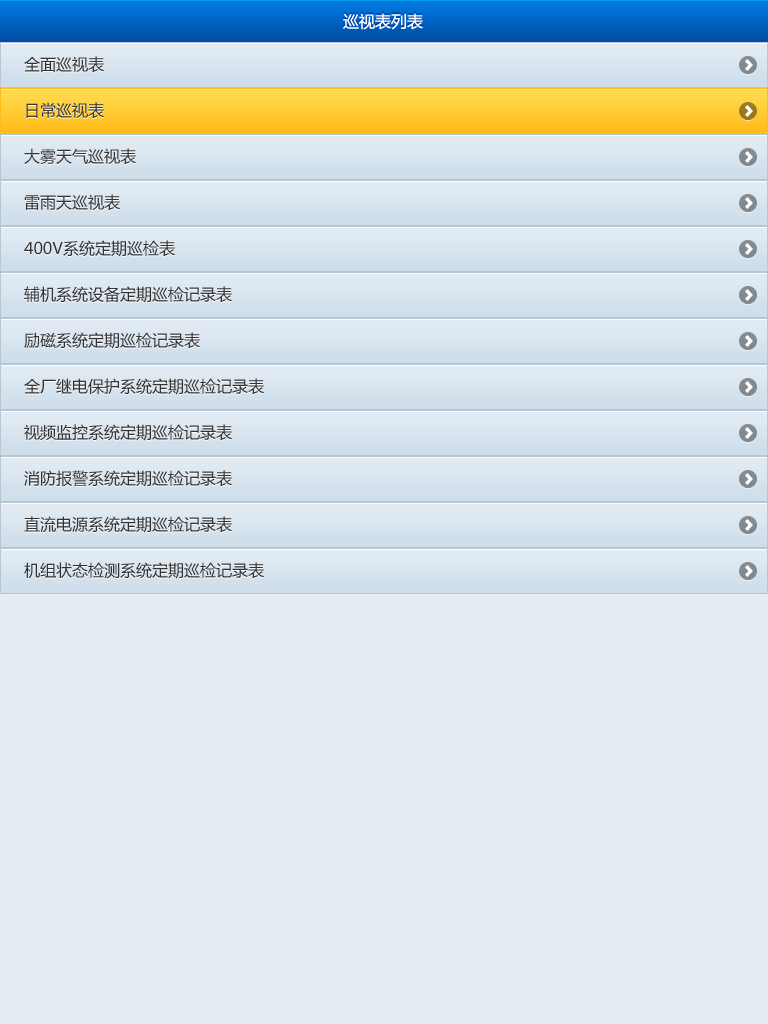 巡视表列表
全面巡视表
日常巡视表
大雾天气巡视表
雷雨天巡视表
400V系统定期巡检表
辅机系统设备定期巡检记录表
励磁系统定期巡检记录表
全厂继电保护系统定期巡检记录表
视频监控系统定期巡检记录表
消防报警系统定期巡检记录表
直流电源系统定期巡检记录表
机组状态检测系统定期巡检记录表